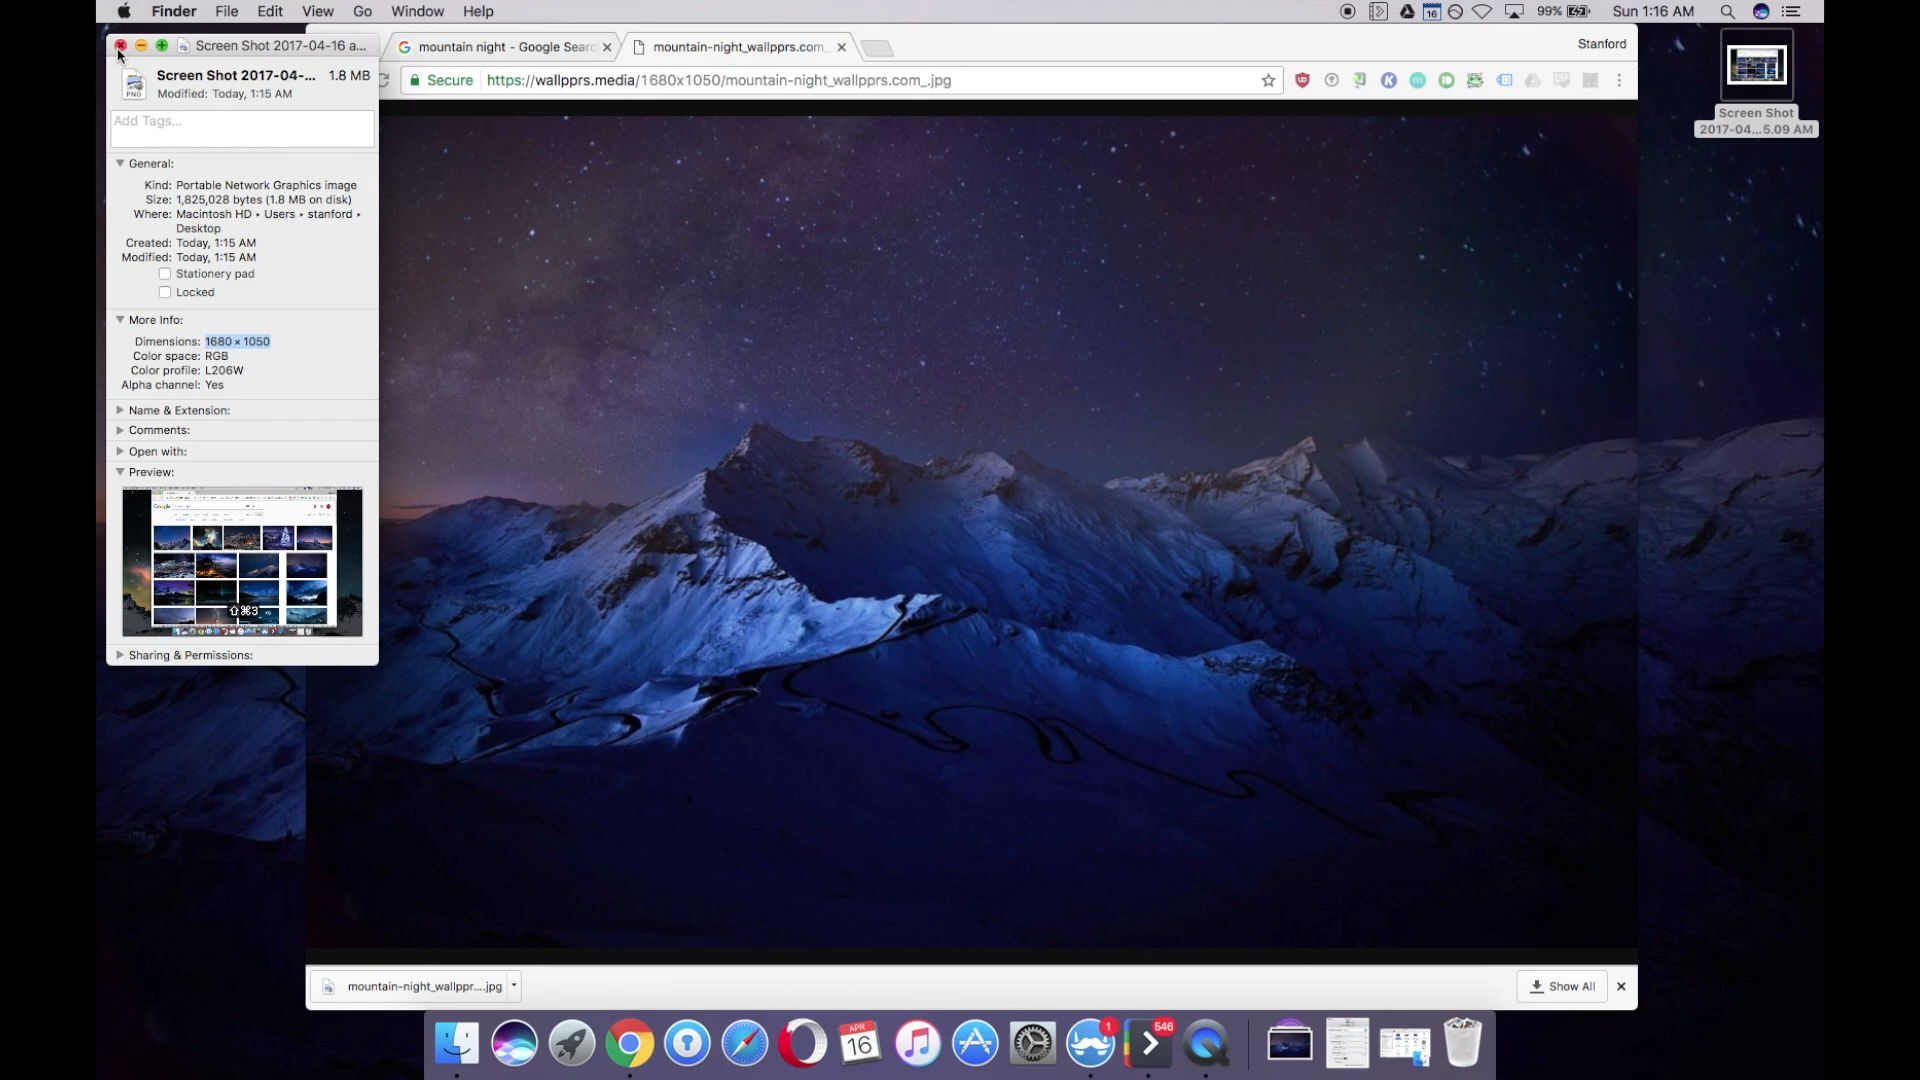 Finder File Edit View Go Window Help
16 99% Sun 1:16 AM
Screen Shot 2017-04-16 a...
mountain night - Google Searc
mountain-night_wallpprs.com_
Stanford
Screen Shot 2017-04-... 1.8 MB
Modified: Today, 1:15 AM
PNG
Secure https://wallpprs.media/1680x1050/mountain-night_wallpprs.com_.jpg
Add Tags...
Screen Shot
2017-04...5.09 AM
General:
Kind: Portable Network Graphics image
Size: 1,825,028 bytes (1.8 MB on disk)
Where: Macintosh HD ▸ Users ▸ stanford ▸
Desktop
Created: Today, 1:15 AM
Modified: Today, 1:15 AM
Stationery pad
Locked
More Info:
Dimensions: 1680 × 1050
Color space: RGB
Color profile: L206W
Alpha channel: Yes
Name & Extension:
Comments:
Open with:
Preview:
Google
⇧⌘3
Sharing & Permissions:
mountain-night_wallppr....jpg
Show All
APR
16
1
546